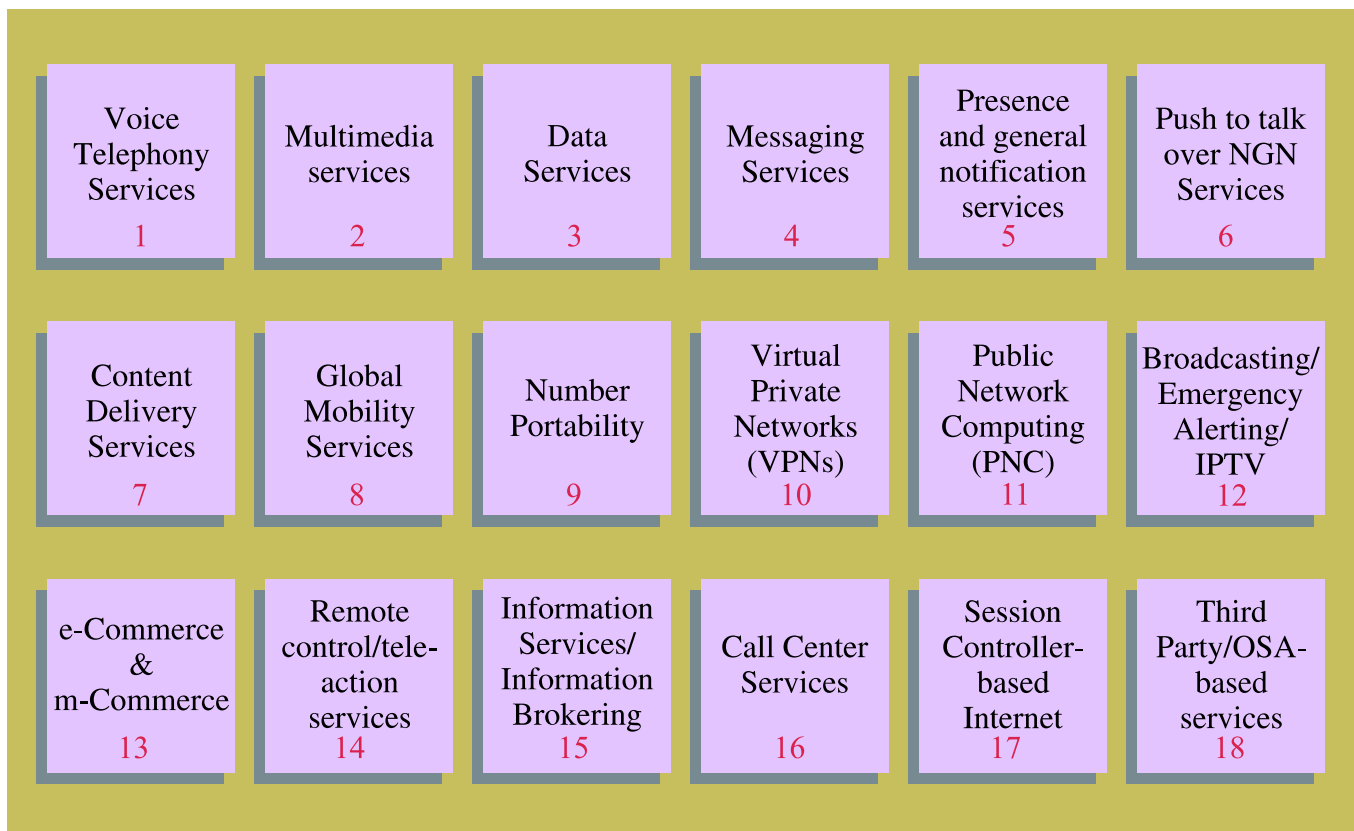 Voice
Telephony
Services
1
Multimedia
services
2
Data
Services
3
Messaging
Services
4
Presence
and general
notification
services
5
Push to talk
over NGN
Services
6
Content
Delivery
Services
7
Global
Mobility
Services
8
Number
Portability
9
Virtual
Private
Networks
(VPNs)
10
Public
Network
Computing
(PNC)
11
Broadcasting/
Emergency
Alerting/
IPTV
12
e-Commerce
&
m-Commerce
13
Remote
control/tele-
action
services
14
Information
Services/
Information
Brokering
15
Call Center
Services
16
Session
Controller-
based
Internet
17
Third
Party/OSA-
based
services
18